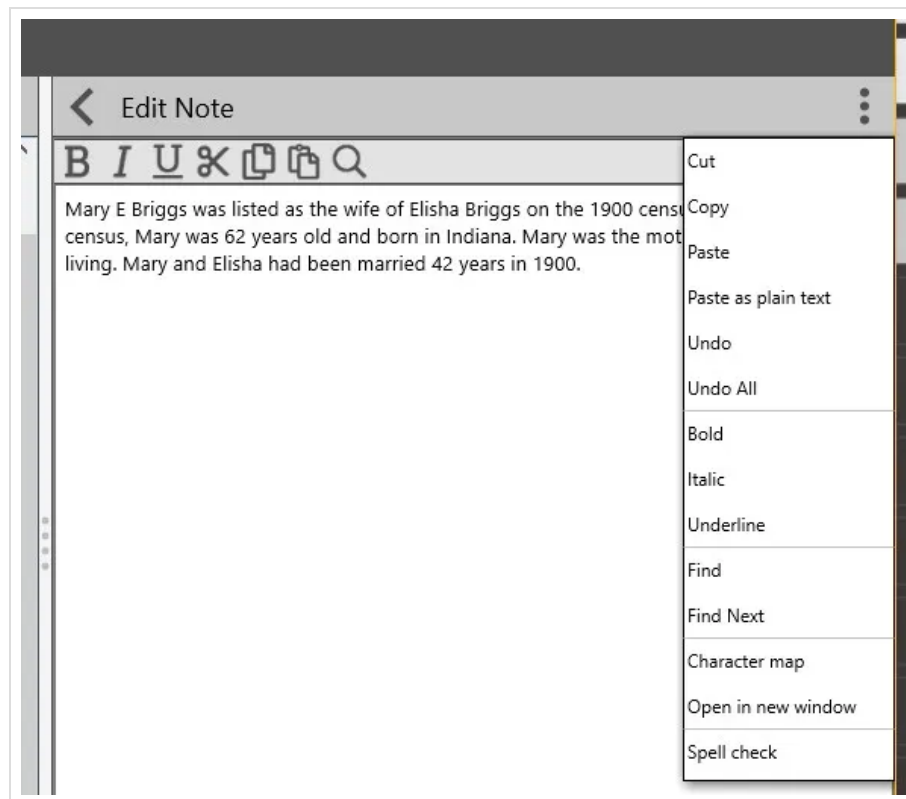 Edit Note
B I U
Mary E Briggs was listed as the wife of Elisha Briggs on the 1900
census, Mary was 62 years old and born in Indiana. Mary was the
living. Mary and Elisha had been married 42 years in 1900.
Cut
Copy
Paste
Paste as plain text
Undo
Undo All
Bold
Italic
Underline
Find
Find Next
Character map
Open in new window
Spell check